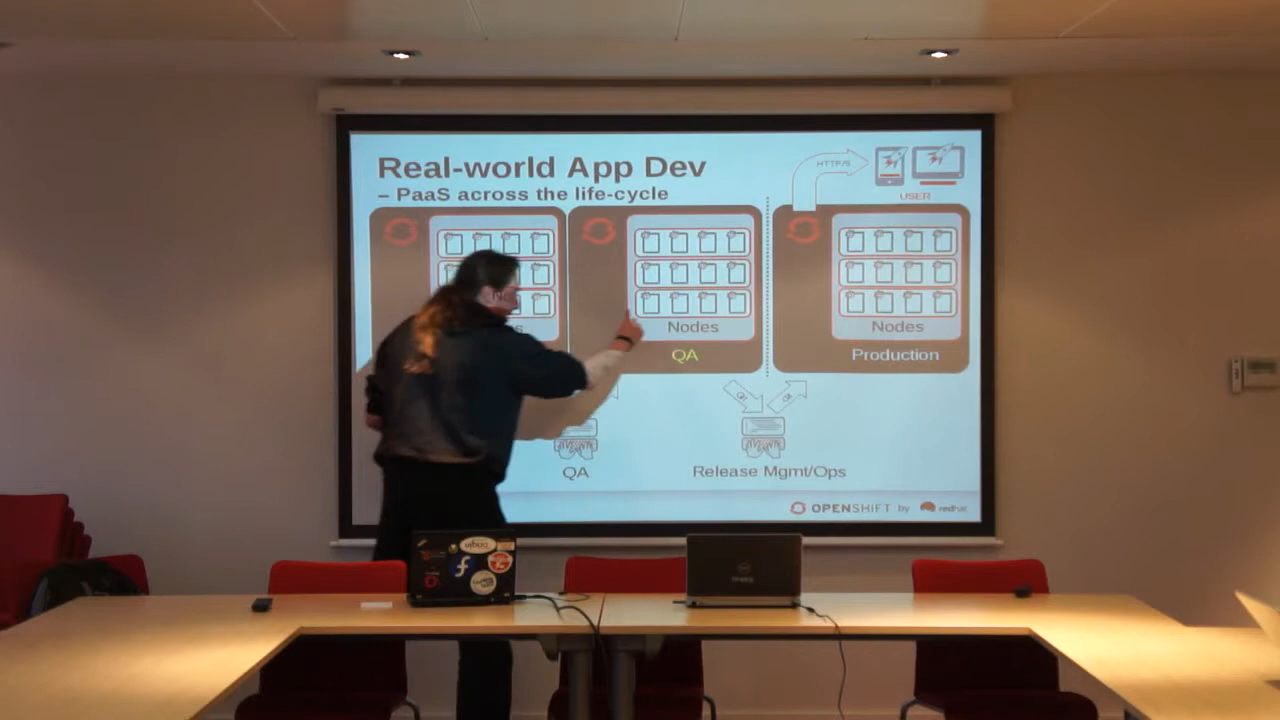 Real-world App Dev
– PaaS across the life-cycle
HTTP/S
USER
Nodes
QA
Nodes
Production
QA
Release Mgmt/Ops
OPENSHIFT by redhat
DELL